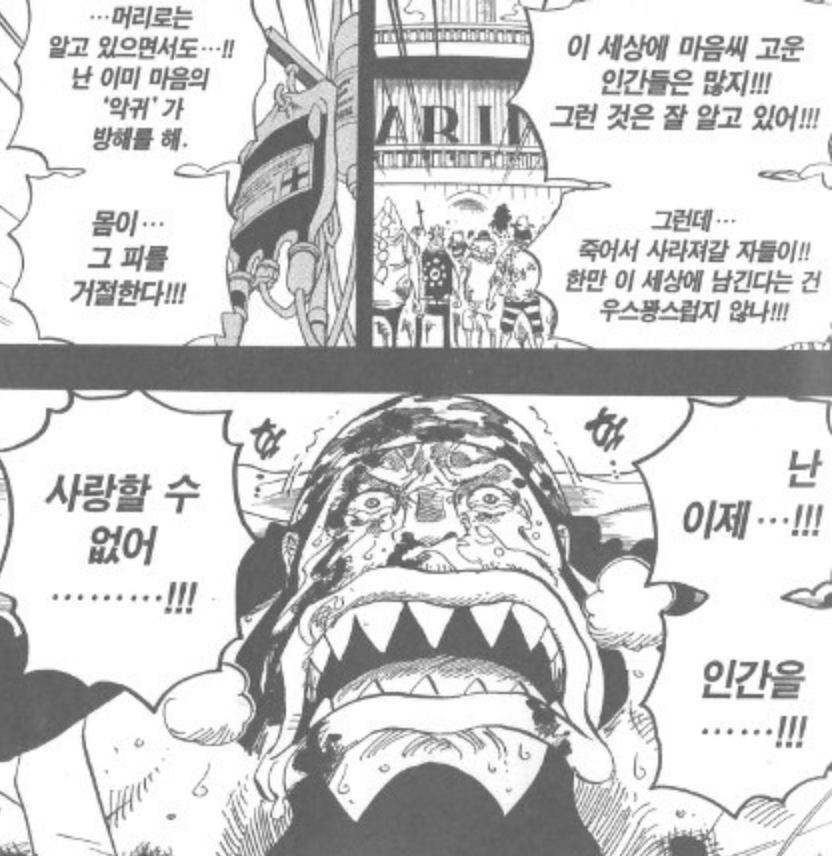 이 세상에 마음씨 고운
인간들은 많지!!!
그런 것은 잘 알고 있어!!!
그런데…
죽어서 사라져갈 자들이!!
한만 이 세상에 남긴다는 건
우스꽝스럽지 않나!!!
ARI
…머리로는
알고 있으면서도…!!
난 이미 마음의
‘악귀’가
방해를 해.
몸이…
그 피를
거절한다!!!
난
이제…!!!
인간을
……!!!
사랑할 수
없어
………!!!